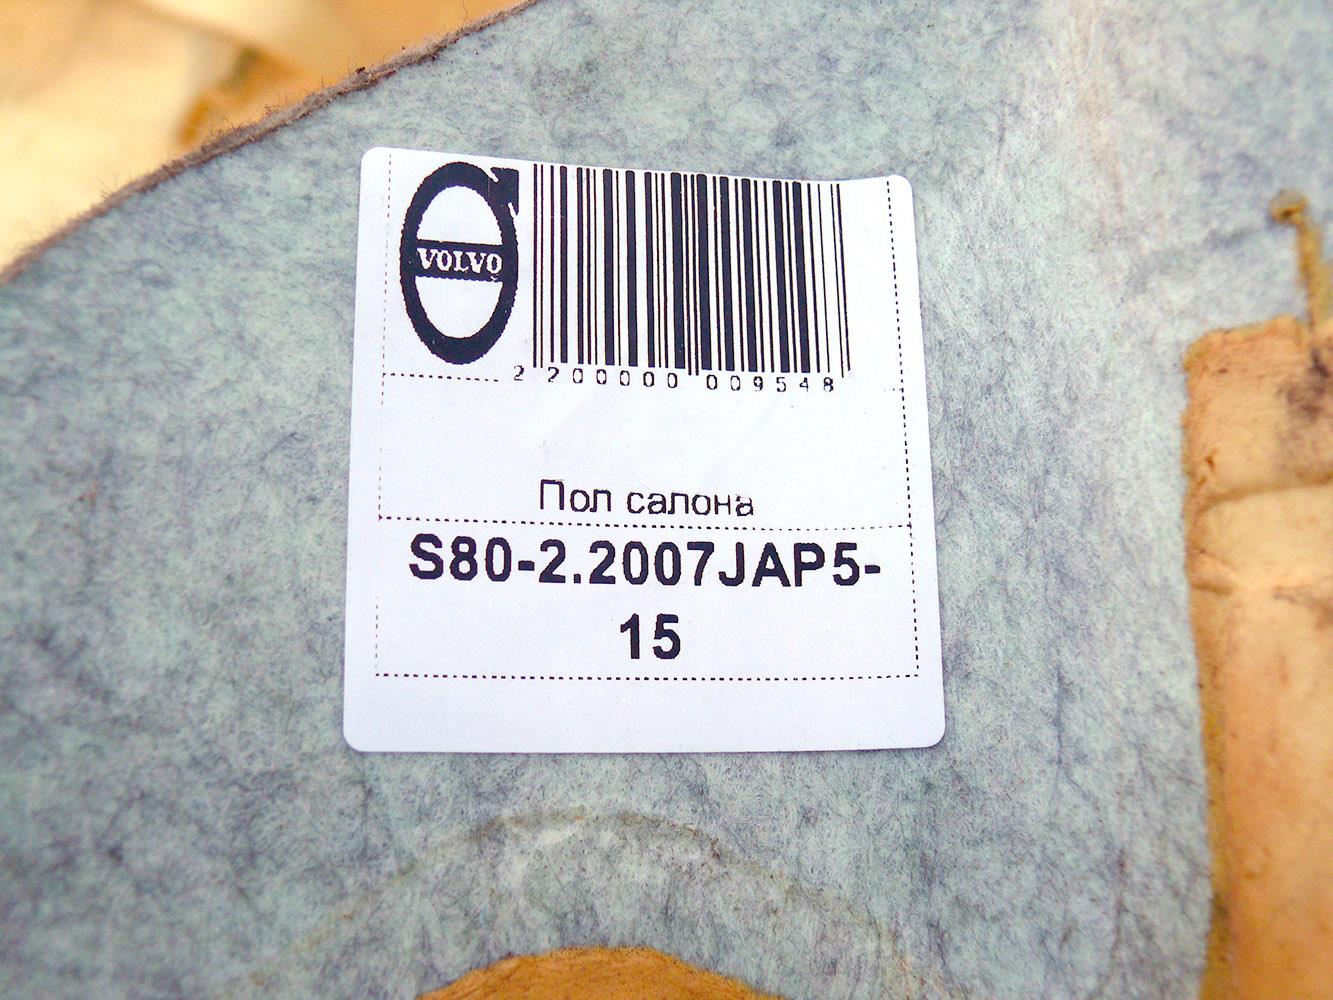 VOLVO
2 200000 009548
Пол салона
S80-2.2007JAP5-
15